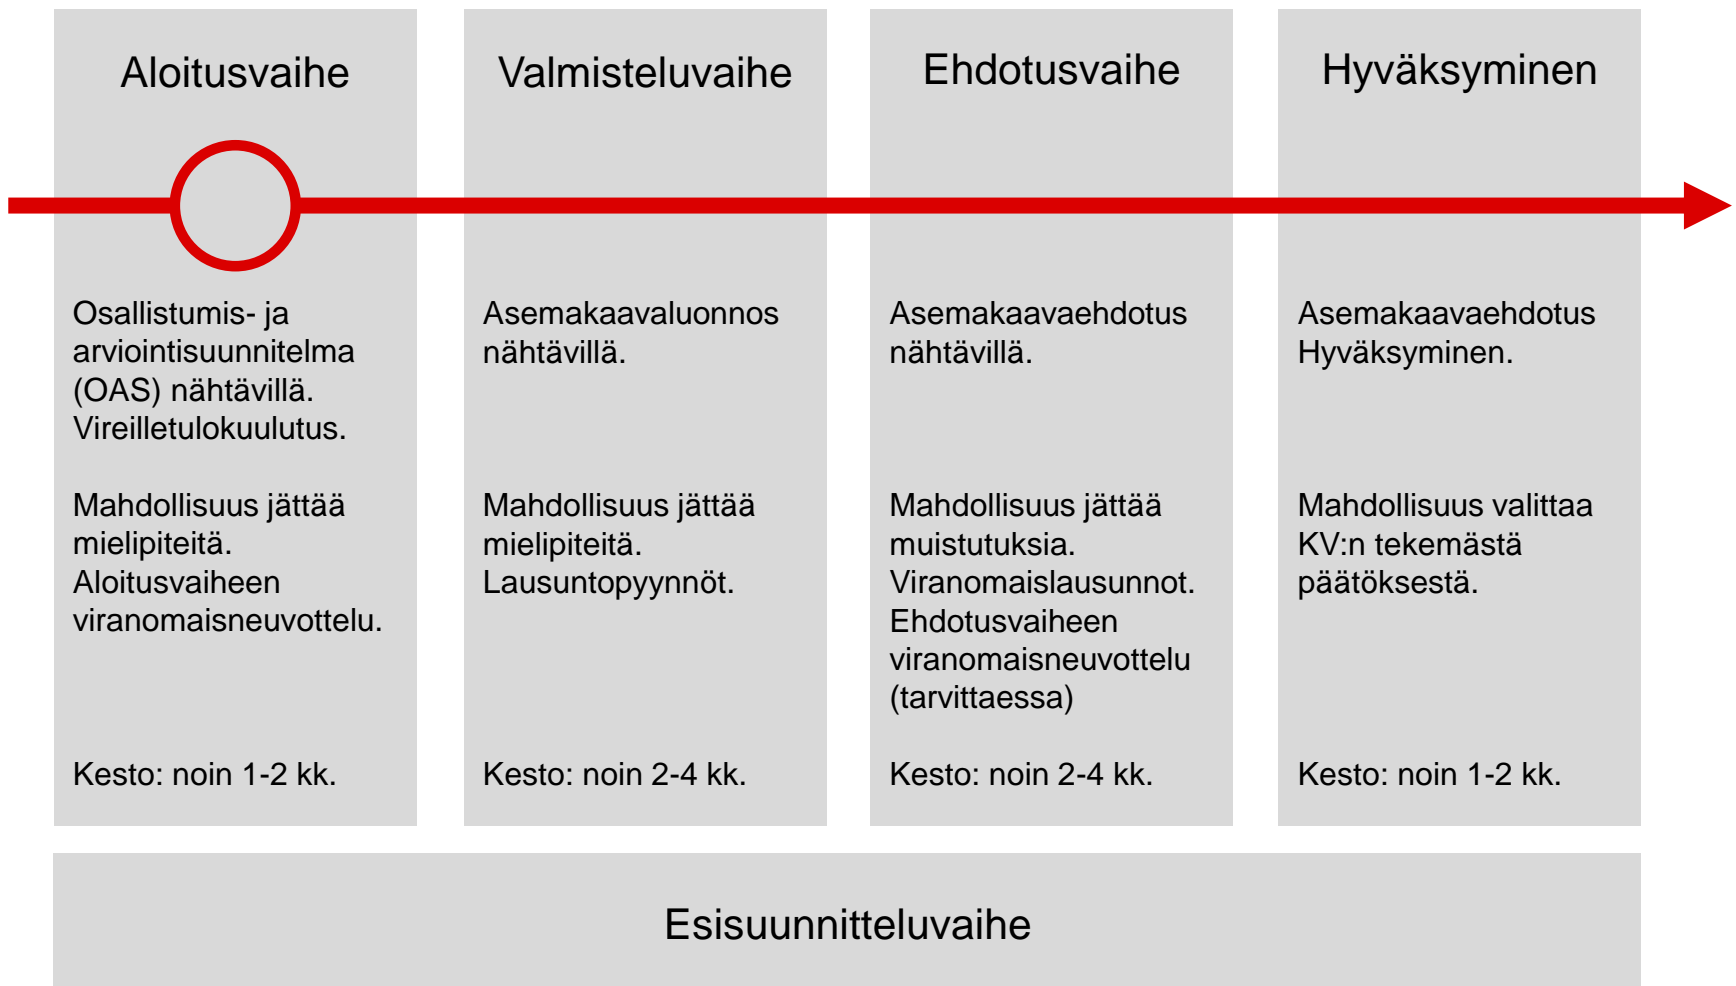 Aloitusvaihe
Osallistumis- ja
arviointisuunnitelma
(OAS) nähtävillä.
Vireilletulokuulutus.
Mahdollisuus jättää
mielipiteitä.
Aloitusvaiheen
viranomaisneuvottelu.
Kesto: noin 1-2 kk.
Valmisteluvaihe
Asemakaavaluonnos
nähtävillä.
Mahdollisuus jättää
mielipiteitä.
Lausuntopyynnöt.
Kesto: noin 2-4 kk.
Ehdotusvaihe
Asemakaavaehdotus
nähtävillä.
Mahdollisuus jättää
muistutuksia.
Viranomaislausunnot.
Ehdotusvaiheen
viranomaisneuvottelu
(tarvittaessa)
Kesto: noin 2-4 kk.
Hyväksyminen
Asemakaavaehdotus
Hyväksyminen.
Mahdollisuus valittaa
KV:n tekemästä
päätöksestä.
Kesto: noin 1-2 kk.
Esisuunnitteluvaihe